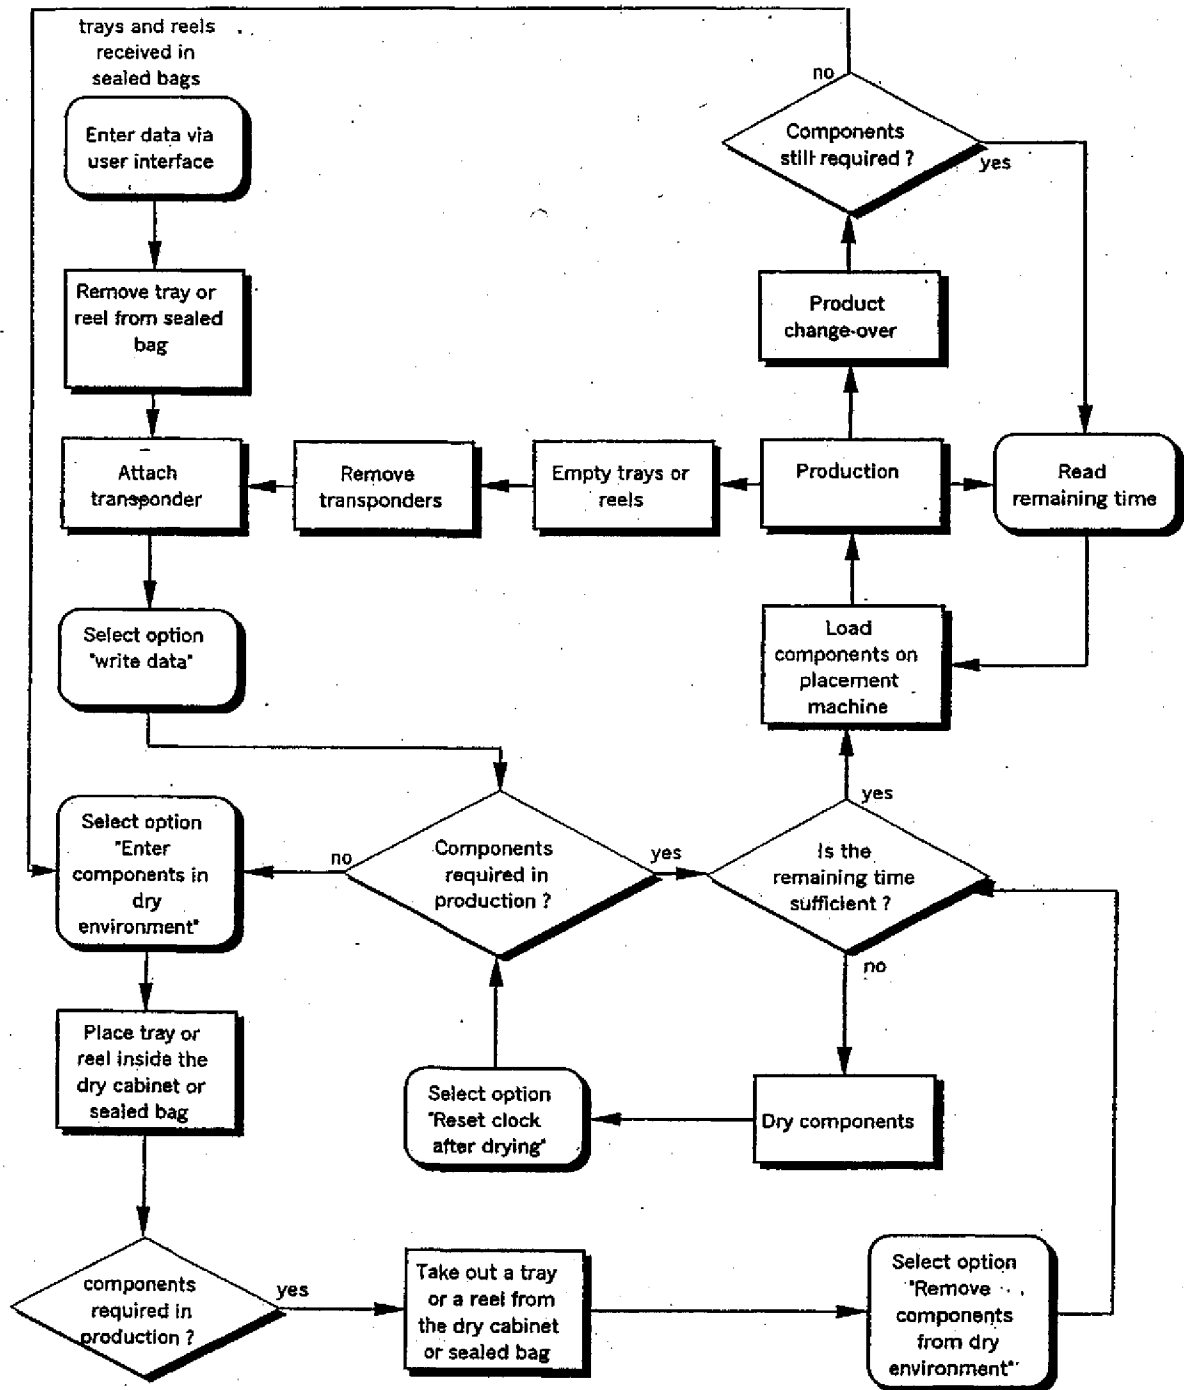 trays and reels
received in
sealed bags
Enter data via
user interface
Remove tray or
reel from sealed
bag
Attach
transponder
Remove
transponders
Empty trays or
reels
Production
Read
remaining time
Product
change-over
no
Components
still required ?
yes
Select option
"write data"
Load
components on
placement
machine
Select option
"Enter
components in
dry
environment"
no
Components
required in
production ?
yes
yes
Is the
remaining time
sufficient ?
no
Place tray or
reel inside the
dry cabinet or
sealed bag
Select option
"Reset clock
after drying"
Dry components
components
required in
production ?
yes
Take out a tray
or a reel from
the dry cabinet
or sealed bag
Select option
"Remove
components
from dry
environment"